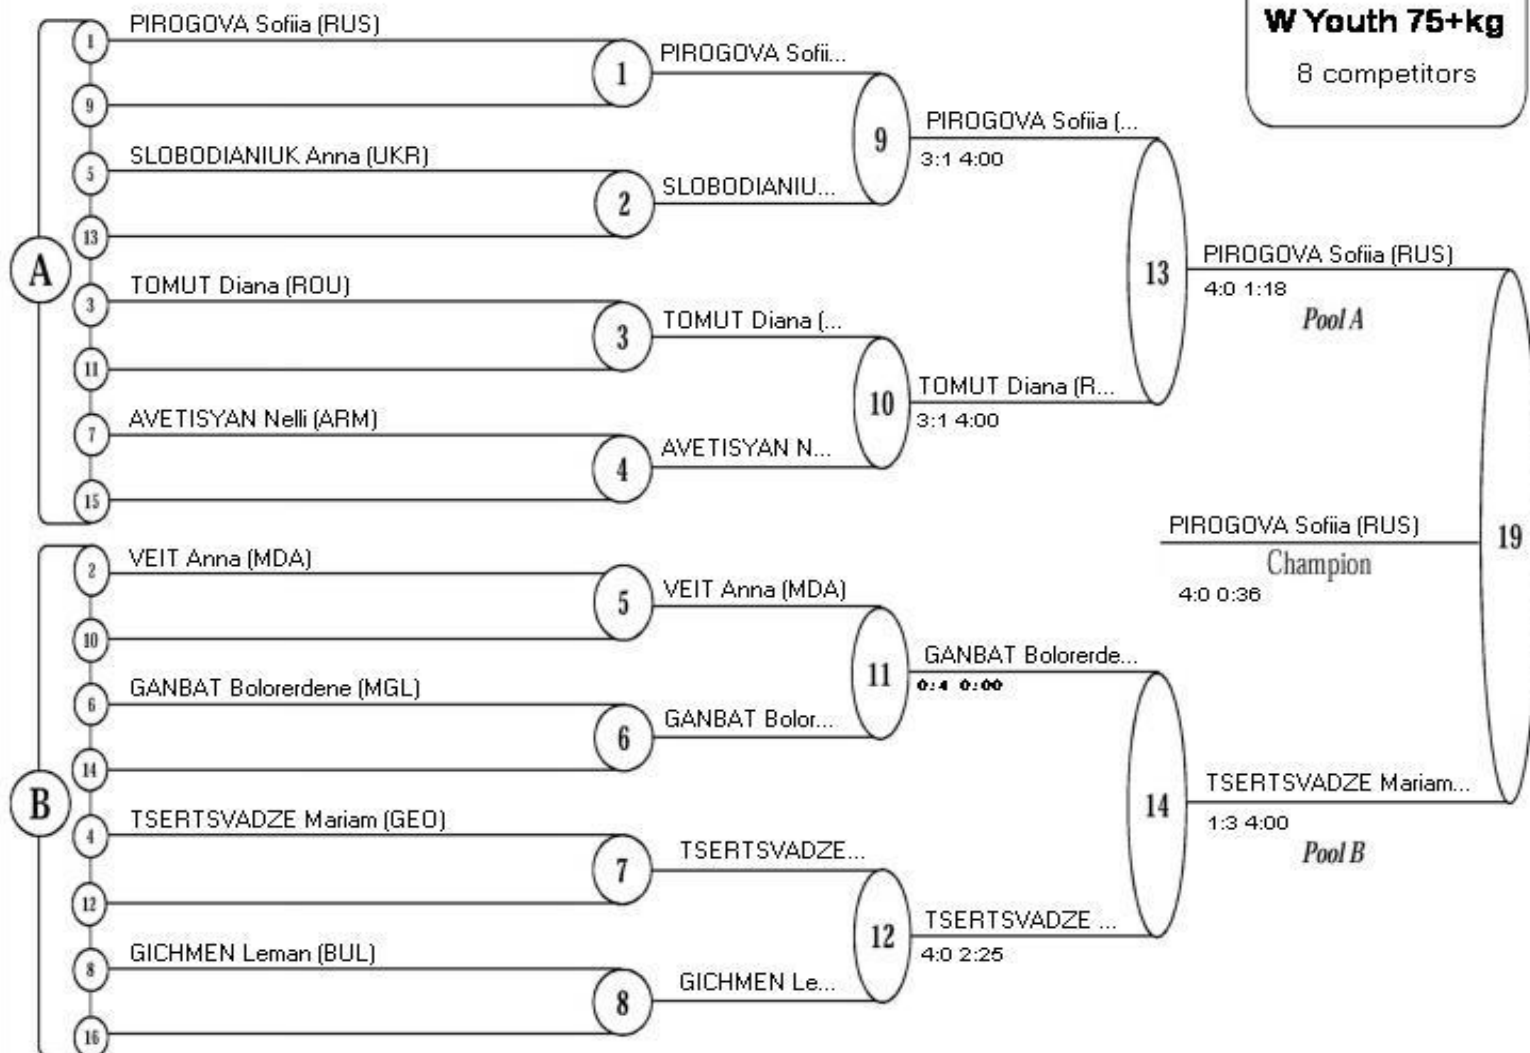 W Youth 75+kg
8 competitors
A
1
PIROGOVA Sofiia (RUS)
9
5
SLOBODIANIUK Anna (UKR)
13
3
TOMUT Diana (ROU)
11
7
AVETISYAN Nelli (ARM)
15
B
2
VEIT Anna (MDA)
10
6
GANBAT Bolorerdene (MGL)
14
4
TSERTSVADZE Mariam (GEO)
12
8
GICHMEN Leman (BUL)
16
1
PIROGOVA Sofii...
2
SLOBODIANIU...
3
TOMUT Diana (...
4
AVETISYAN N...
5
VEIT Anna (MDA)
6
GANBAT Bolor...
7
TSERTSVADZE...
8
GICHMEN Le...
9
PIROGOVA Sofiia (...
3:1 4:00
10
TOMUT Diana (R...
3:1 4:00
11
GANBAT Bolorerde...
0:4 0:00
12
TSERTSVADZE ...
4:0 2:25
13
PIROGOVA Sofiia (RUS)
4:0 1:18
Pool A
14
TSERTSVADZE Mariam...
1:3 4:00
Pool B
PIROGOVA Sofiia (RUS)
Champion
4:0 0:36
19